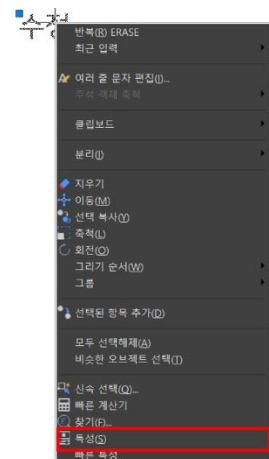 수정
반복(R) ERASE
최근 입력
여러 줄 문자 편집(I)...
주석 객체 축척
클립보드
분리(I)
지우기
이동(M)
선택 복사(Y)
축척(L)
회전(O)
그리기 순서(W)
그룹
선택된 항목 추가(D)
모두 선택해제(A)
비슷한 오브젝트 선택(T)
신속 선택(Q)...
빠른 계산기
찾기(F)...
특성(S)
빠른 특성